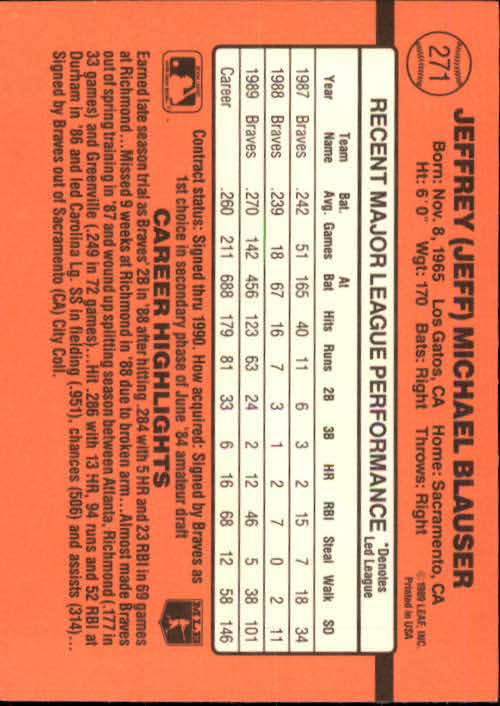 271
JEFFREY (JEFF) MICHAEL BLAUSER
Born: Nov. 8, 1965 Los Gatos, CA Home: Sacramento, CA
Ht: 6' 0" Wgt: 170 Bats: Right Throws: Right
© 1989 LEAF, INC.
Printed in USA
RECENT MAJOR LEAGUE PERFORMANCE *Denotes Led League
Year Team Name Bat. Avg. Games At Bat Hits Runs 2B 3B HR RBI Steal Walk SO
1987 Braves .242 51 165 40 11 6 3 2 15 7 18 34
1988 Braves .239 18 67 16 7 3 1 2 7 0 2 11
1989 Braves .270 142 456 123 63 24 2 12 46 5 38 101
Career .260 211 688 179 81 33 6 16 68 12 58 146
Contract status: Signed thru 1990. How acquired: Signed by Braves as
1st choice in secondary phase of June '84 amateur draft
MLB
CAREER HIGHLIGHTS
Earned late season trial as Braves' 2B in '88 after hitting .284 with 5 HR and 23 RBI in 69 games
at Richmond...Missed 9 weeks at Richmond in '88 due to broken arm...Almost made Braves
out of spring training in '87 and wound up splitting season between Atlanta, Richmond (.177 in
33 games) and Greenville (.249 in 72 games)...Hit .286 with 13 HR, 94 runs and 52 RBI at
Durham in '86 and led Carolina Lg. SS in fielding (.951), chances (506) and assists (314)...
Signed by Braves out of Sacramento (CA) City Coll.